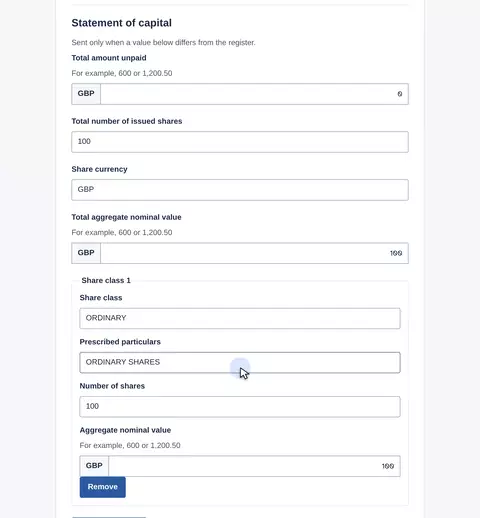 Statement of capital
Sent only when a value below differs from the register.
Total amount unpaid
For example, 600 or 1,200.50
GBP 0
Total number of issued shares
100
Share currency
GBP
Total aggregate nominal value
For example, 600 or 1,200.50
GBP 100
Share class 1
Share class
ORDINARY
Prescribed particulars
ORDINARY SHARES
Number of shares
100
Aggregate nominal value
For example, 600 or 1,200.50
GBP 100
Remove